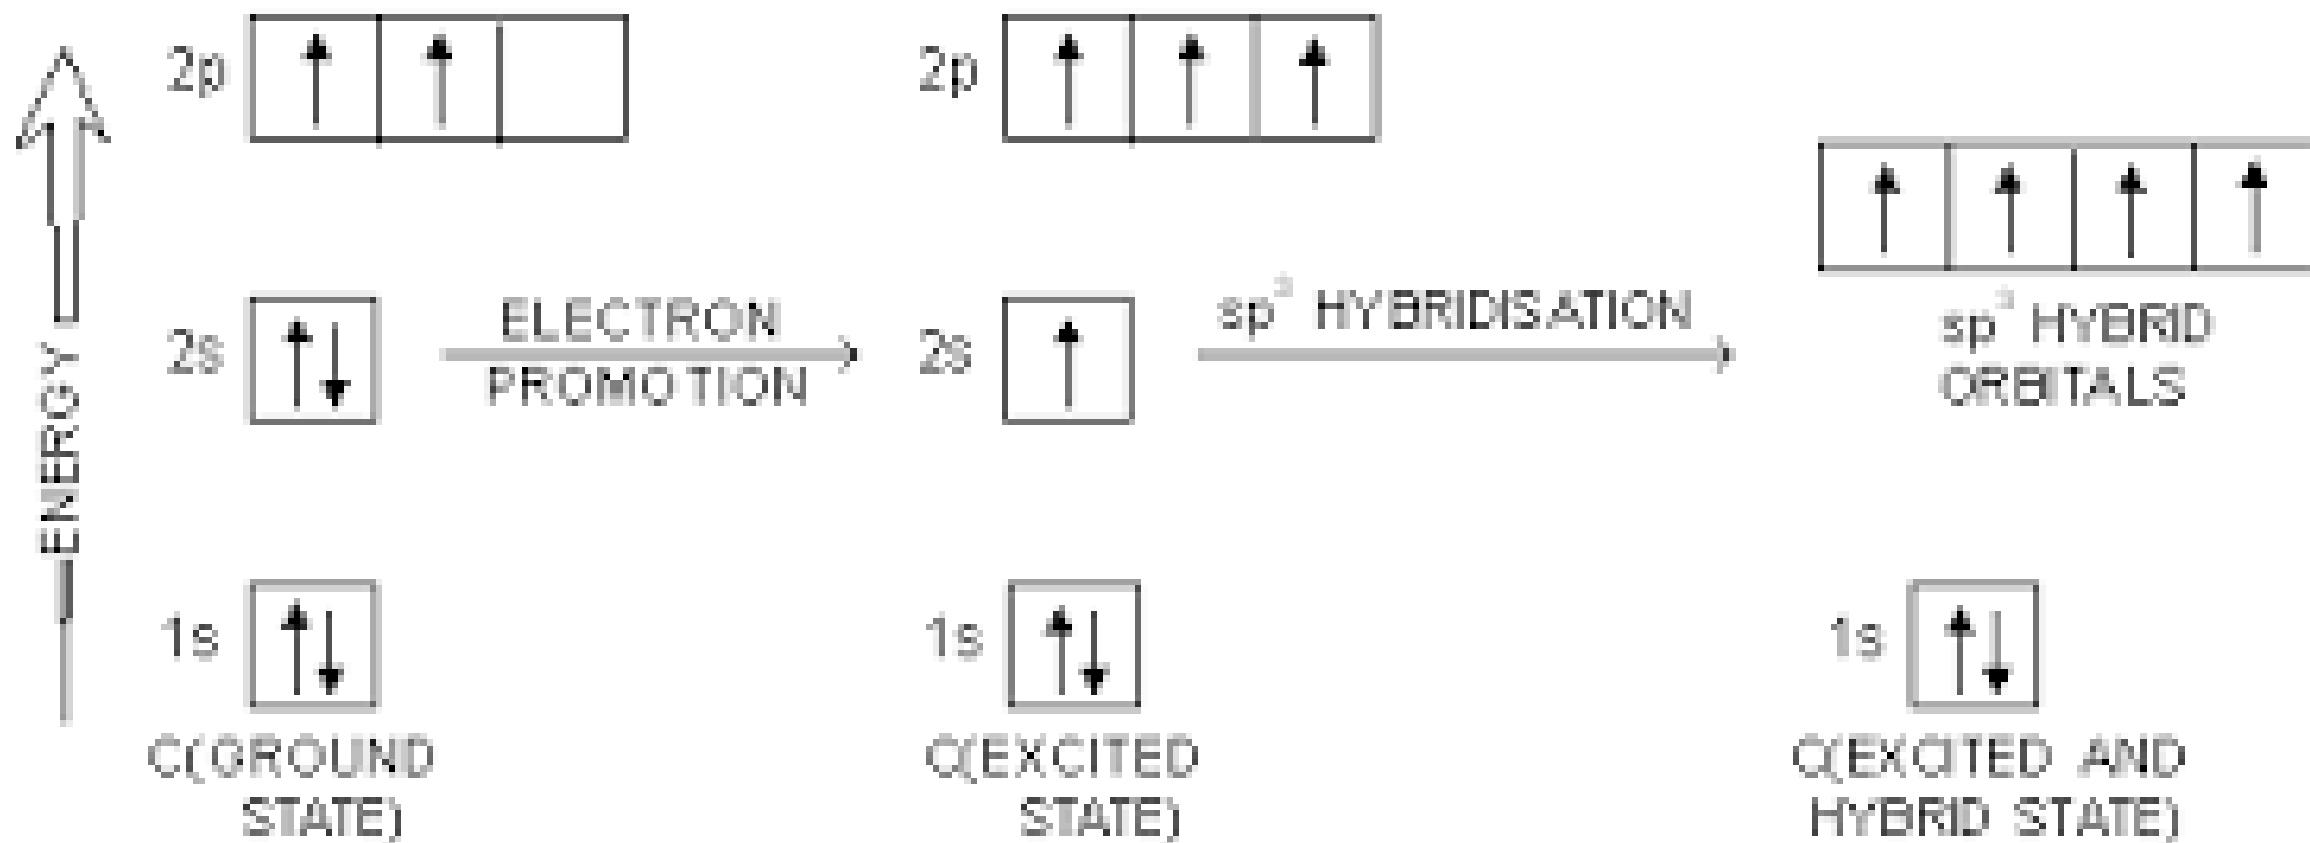 2p
2p
ENERGY
2s
ELECTRON
PROMOTION
2s
sp³ HYBRIDISATION
sp³ HYBRID
ORBITALS
1s
1s
1s
C(GROUND
STATE)
C(EXCITED
STATE)
C(EXCITED AND
HYBRID STATE)